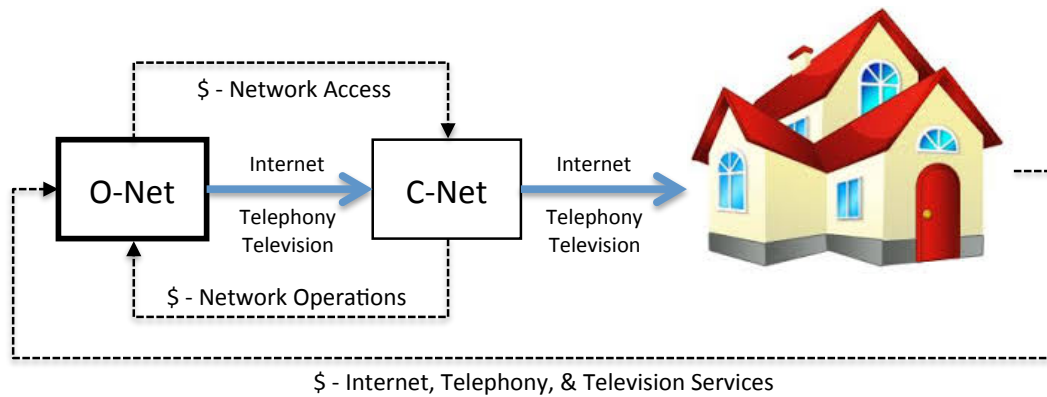 $ - Network Access
O-Net
Internet
Telephony
Television
C-Net
Internet
Telephony
Television
$ - Network Operations
$ - Internet, Telephony, & Television Services